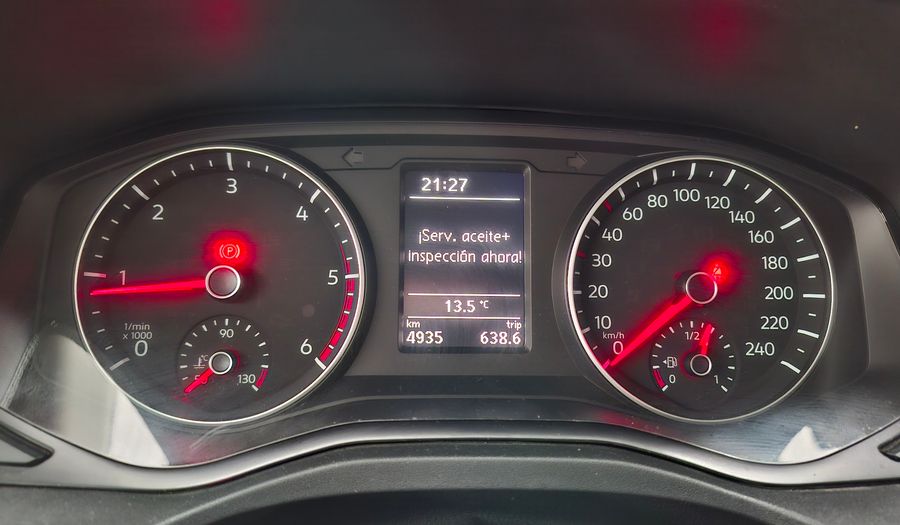 21:27
¡Serv. aceite+
inspección ahora!
13.5 °C
km trip
4935 638.6
0 1 2 3 4 5 6
1/min
x 1000
(P)
90
°C
130
0 10 20 30 40 60 80 100 120 140 160 180 200 220 240
km/h
1/2
0 1